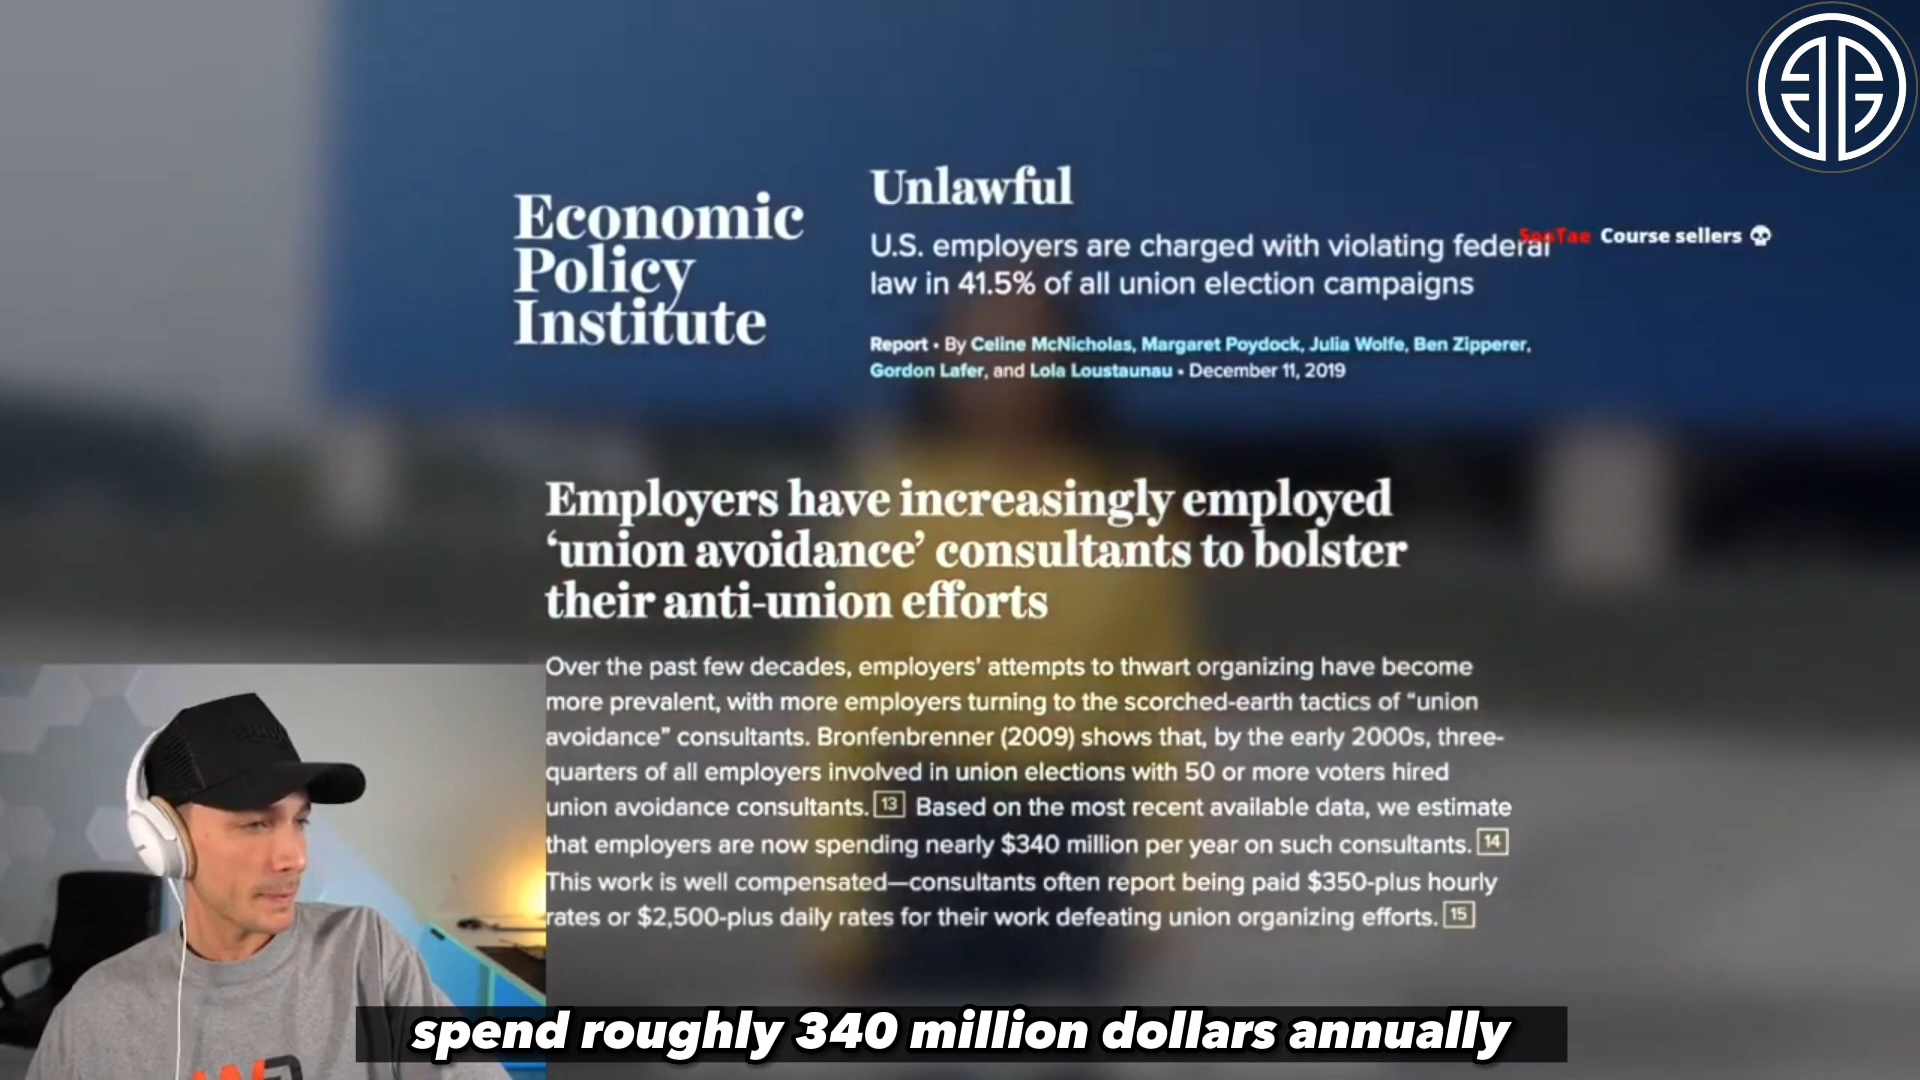 Economic
Policy
Institute
Unlawful
U.S. employers are charged with violating federal
law in 41.5% of all union election campaigns
Report • By Celine McNicholas, Margaret Poydock, Julia Wolfe, Ben Zipperer,
Gordon Lafer, and Lola Loustaunau • December 11, 2019
Course sellers
Employers have increasingly employed
‘union avoidance’ consultants to bolster
their anti-union efforts
Over the past few decades, employers’ attempts to thwart organizing have become
more prevalent, with more employers turning to the scorched-earth tactics of “union
avoidance” consultants. Bronfenbrenner (2009) shows that, by the early 2000s, three-
quarters of all employers involved in union elections with 50 or more voters hired
union avoidance consultants. 13 Based on the most recent available data, we estimate
that employers are now spending nearly $340 million per year on such consultants. 14
This work is well compensated—consultants often report being paid $350-plus hourly
rates or $2,500-plus daily rates for their work defeating union organizing efforts. 15
spend roughly 340 million dollars annually